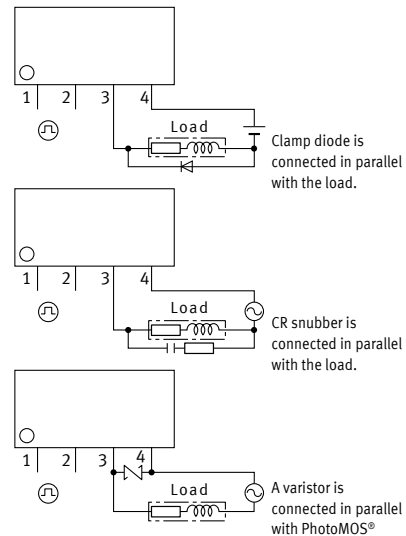 1 2 3 4
Load
Clamp diode is
connected in parallel
with the load.
1 2 3 4
Load
CR snubber is
connected in parallel
with the load.
1 2 3 4
Load
A varistor is
connected in parallel
with PhotoMOS®